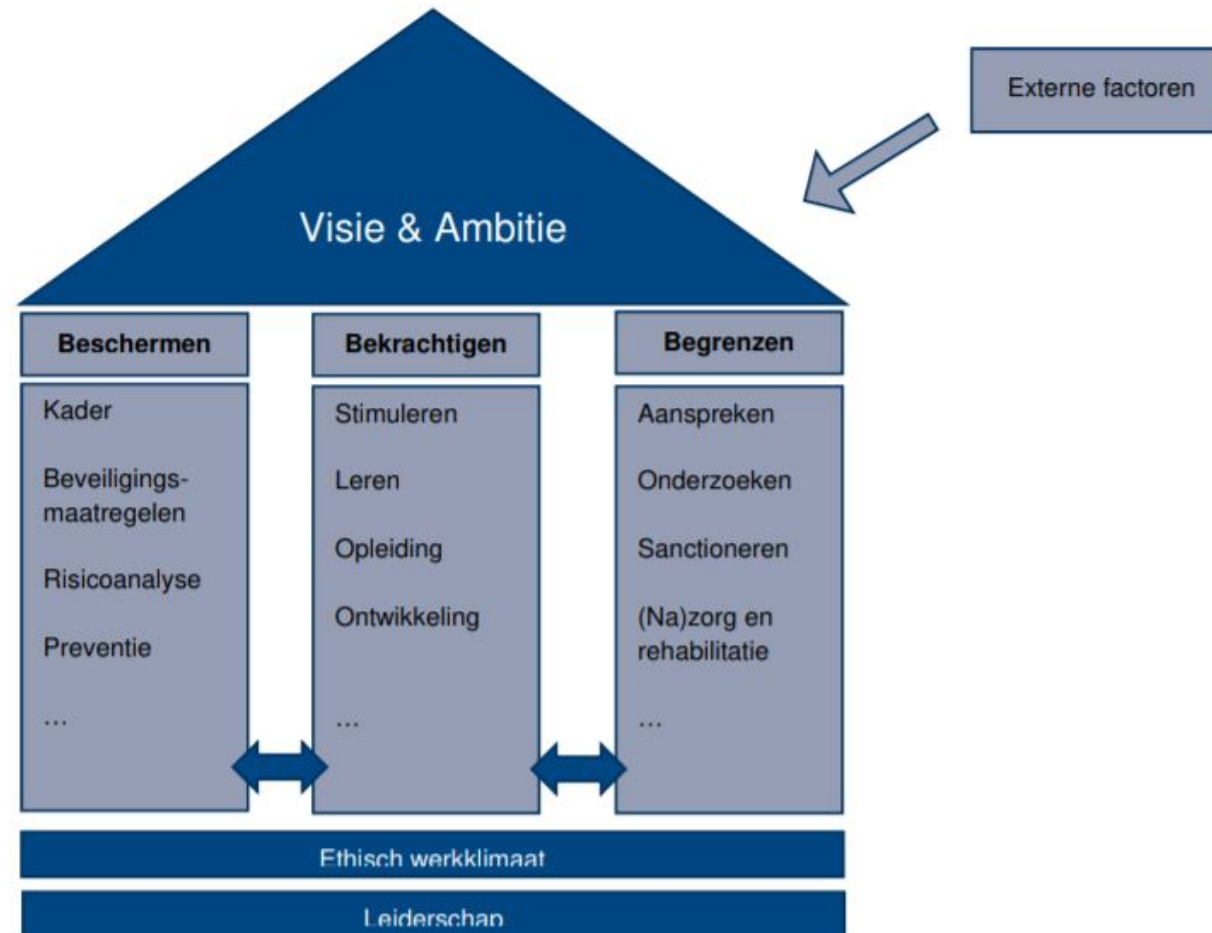 Externe factoren
Visie & Ambitie
Beschermen
Kader
Beveiligings-
maatregelen
Risicoanalyse
Preventie
…
Bekrachtigen
Stimuleren
Leren
Opleiding
Ontwikkeling
…
Begrenzen
Aanspreken
Onderzoeken
Sanctioneren
(Na)zorg en
rehabilitatie
…
Ethisch werkklimaat
Leiderschap